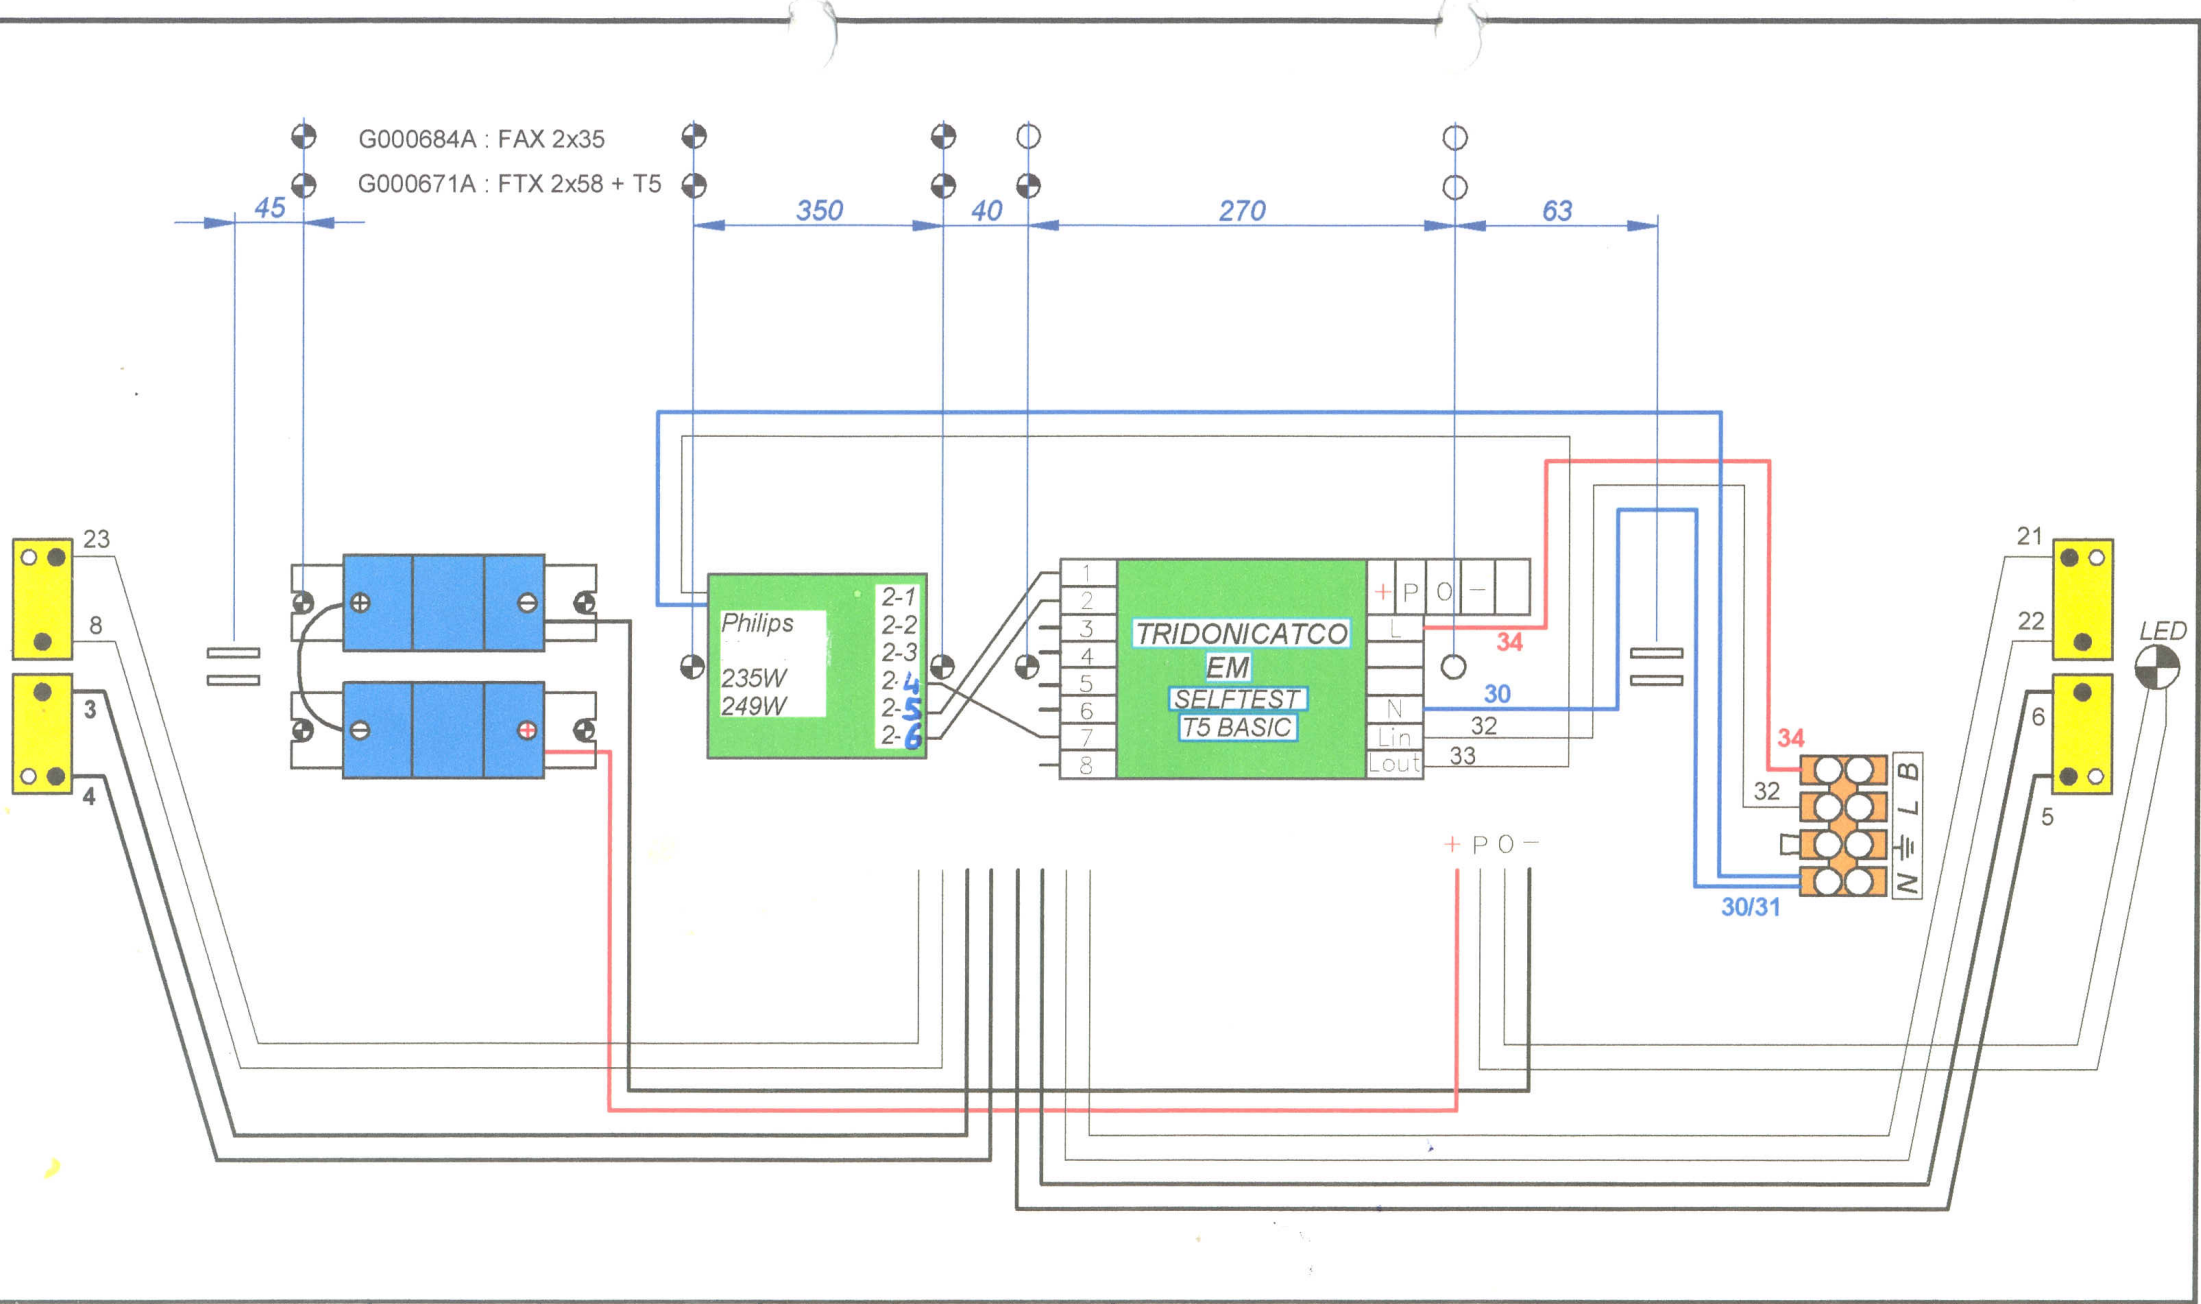 G000684A : FAX 2x35
G000671A : FTX 2x58 + T5
45
350
40
270
63
23
8
3
4
Philips
235W
249W
2-1
2-2
2-3
2-4
2-5
2-6
1
2
3
4
5
6
7
8
TRIDONICATCO
EM
SELFTEST
T5 BASIC
+ P O -
L
N
Lin
Lout
34
30
32
33
34
32
30/31
B
L
N
+ P O -
21
22
LED
6
5